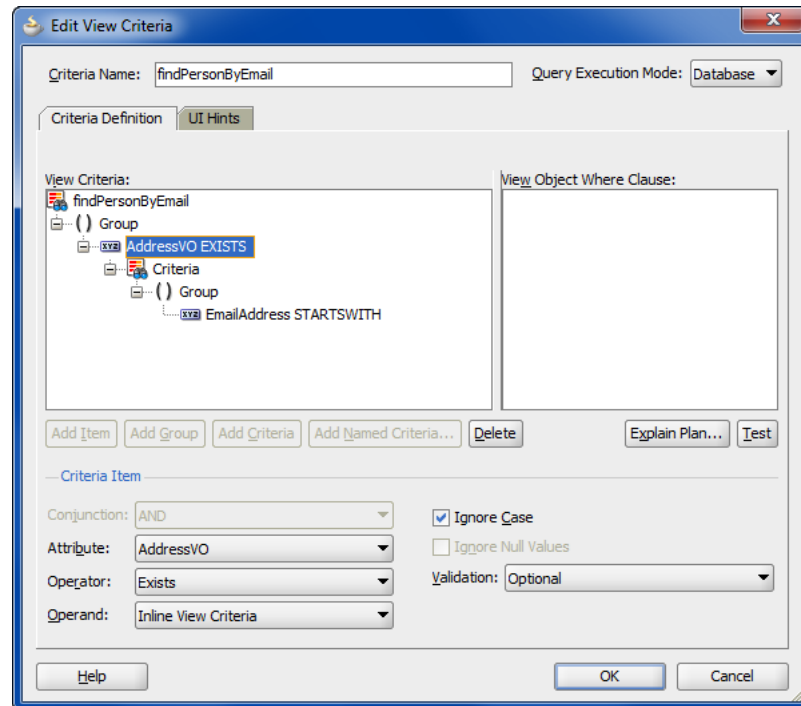 Edit View Criteria
Criteria Name: findPersonByEmail Query Execution Mode: Database
Criteria Definition UI Hints
View Criteria: View Object Where Clause:
findPersonByEmail
( ) Group
xyz AddressVO EXISTS
Criteria
( ) Group
xyz EmailAddress STARTSWITH
Add Item Add Group Add Criteria Add Named Criteria... Delete Explain Plan... Test
Criteria Item
Conjunction: AND Ignore Case
Attribute: AddressVO Ignore Null Values
Operator: Exists Validation: Optional
Operand: Inline View Criteria
Help OK Cancel